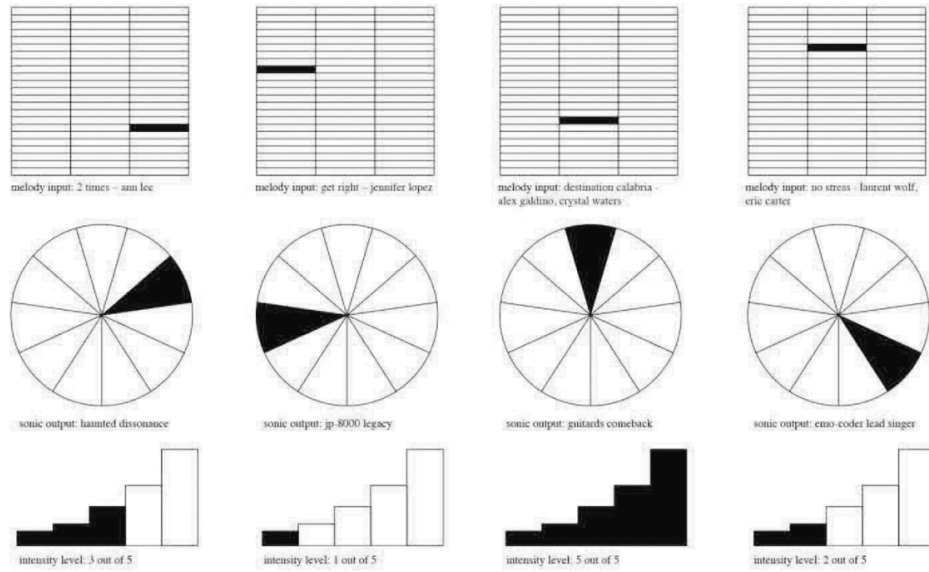 melody input: 2 times – ann lee
melody input: get right – jennifer lopez
melody input: destination calabria -
alex galdino, crystal waters
melody input: no stress - laurent wolf,
eric carter
sonic output: haunted dissonance
sonic output: jp-8000 legacy
sonic output: guitards comeback
sonic output: emo-coder lead singer
intensity level: 3 out of 5
intensity level: 1 out of 5
intensity level: 5 out of 5
intensity level: 2 out of 5